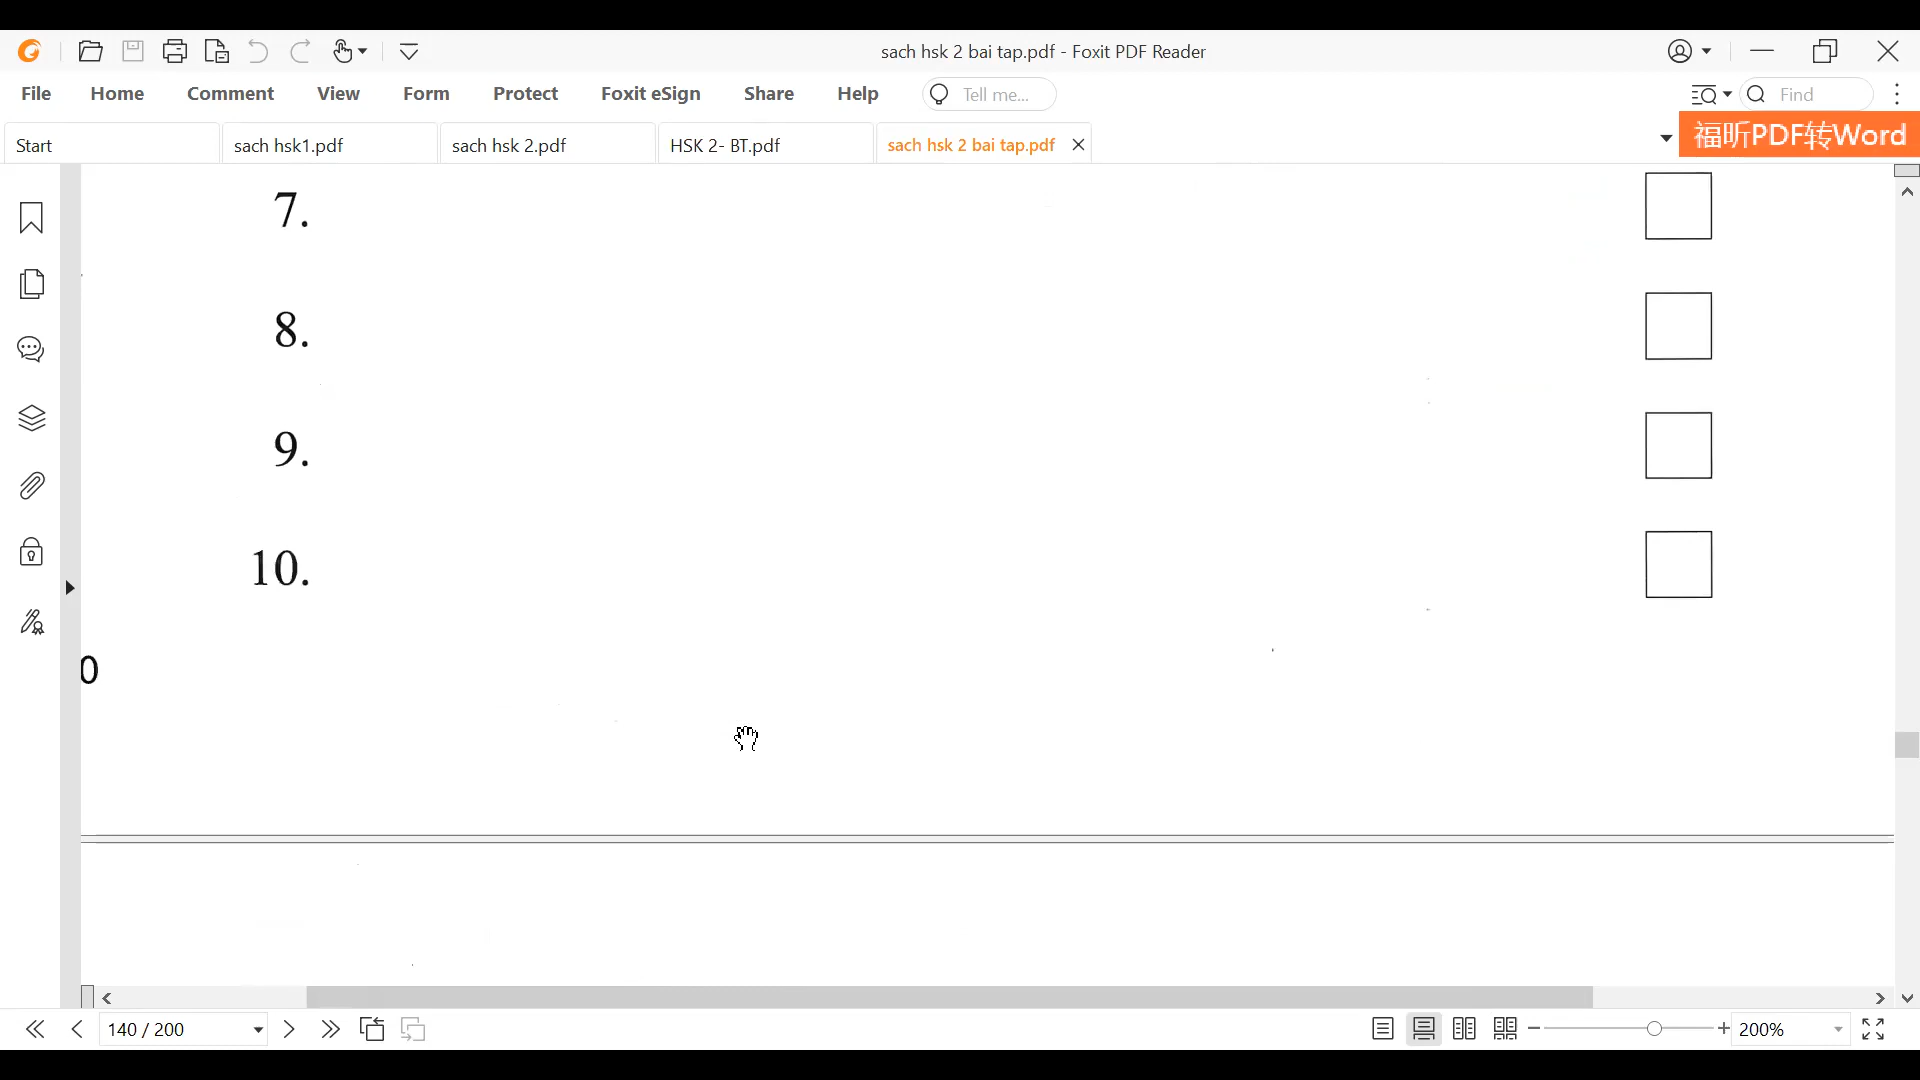 sach hsk 2 bai tap.pdf - Foxit PDF Reader
File Home Comment View Form Protect Foxit eSign Share Help Tell me... Find
Start sach hsk1.pdf sach hsk 2.pdf HSK 2- BT.pdf sach hsk 2 bai tap.pdf 福昕PDF转Word
7.
8.
9.
10.
0
140 / 200 200%